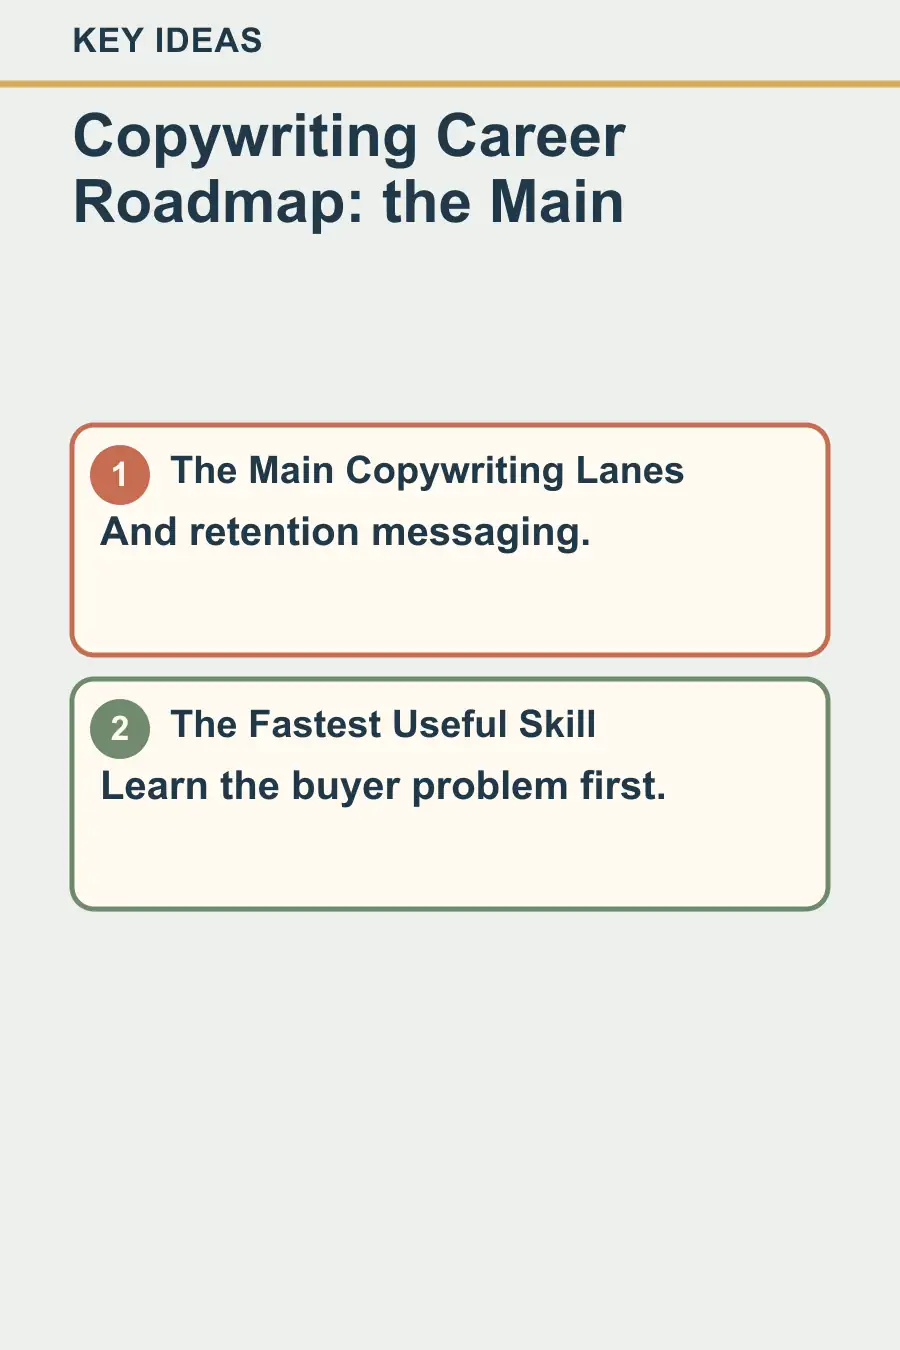 KEY IDEAS
Copywriting Career
Roadmap: the Main
1 The Main Copywriting Lanes
And retention messaging.
2 The Fastest Useful Skill
Learn the buyer problem first.